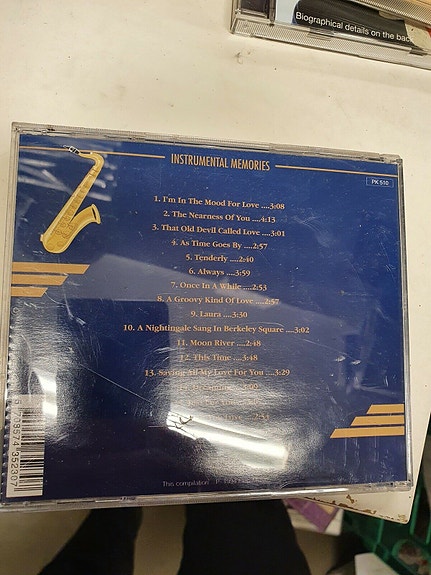 Biographical details on the bac
INSTRUMENTAL MEMORIES
PK 510
1. I'm In The Mood For Love ....3:08
2. The Nearness Of You ....4:13
3. That Old Devil Called Love ....3:01
4. As Time Goes By ....2:57
5. Tenderly ....2:40
6. Always ....3:59
7. Once In A While ....2:53
8. A Groovy Kind Of Love ....2:57
9. Laura ....3:30
10. A Nightingale Sang In Berkeley Square ....3:02
11. Moon River ....2:48
12. This Time ....3:48
13. Saving All My Love For You ....3:29
Love ....2:33
This compilation